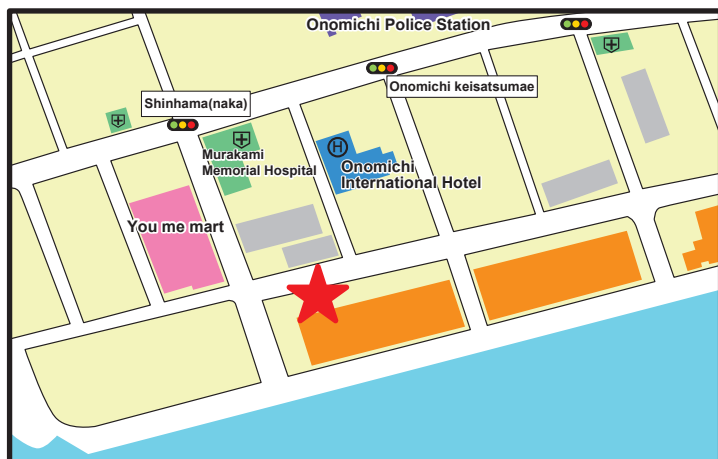 Onomichi Police Station
Onomichi keisatsumae
Shinhama(naka)
Murakami
Memorial Hospital
H
Onomichi
International Hotel
You me mart